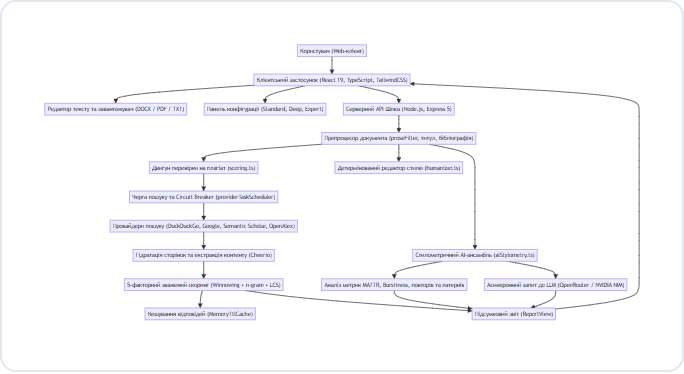 Користувач (Web-клієнт)
Клієнтський застосунок (React 19, TypeScript, TailwindCSS)
Редактор тексту та завантажувач (DOCX / PDF / TXT)
Панель конфігурації (Standard, Deep, Expert)
Серверний API Шлюз (Node.js, Express 5)
Препроцесор документа (proseFilter, титул, бібліографія)
Двигун перевірки на плагіат (scoring.ts)
Детермінований редактор стилю (humanizer.ts)
Черга пошуку та Circuit Breaker (providerTaskScheduler)
Провайдери пошуку (DuckDuckGo, Google, Semantic Scholar, OpenAlex)
Гідратація сторінок та екстракція контенту (Cheerio)
Стилометричний AI-ансамбль (aiStylometry.ts)
5-факторний зважений скоринг (Winnowing + n-gram + LCS)
Аналіз метрик MATTR, Burstiness, повторів та патернів
Асинхронний запит до LLM (OpenRouter / NVIDIA NIM)
Кешування відповідей (MemoryTtlCache)
Підсумковий звіт (ReportView)